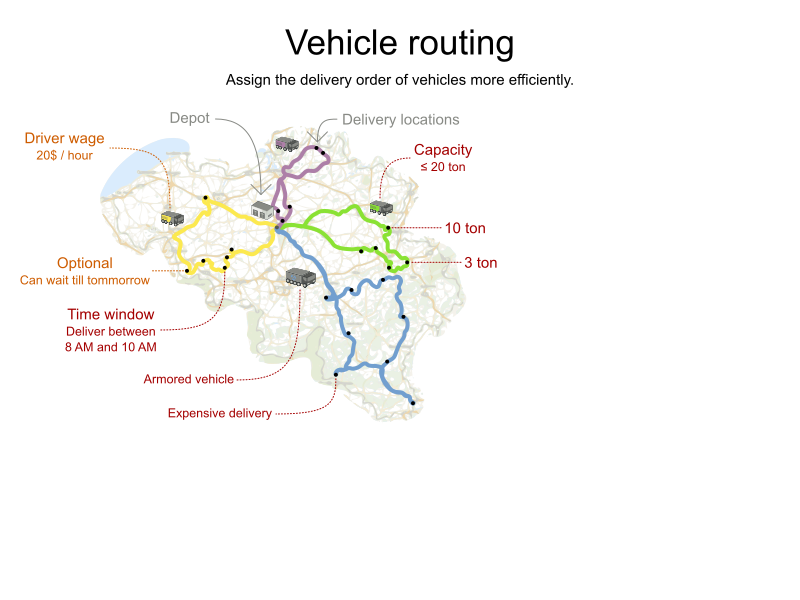 Vehicle routing
Assign the delivery order of vehicles more efficiently.
Depot
Delivery locations
Driver wage
20$ / hour
Capacity
≤ 20 ton
10 ton
3 ton
Optional
Can wait till tommorrow
Time window
Deliver between
8 AM and 10 AM
Armored vehicle
Expensive delivery